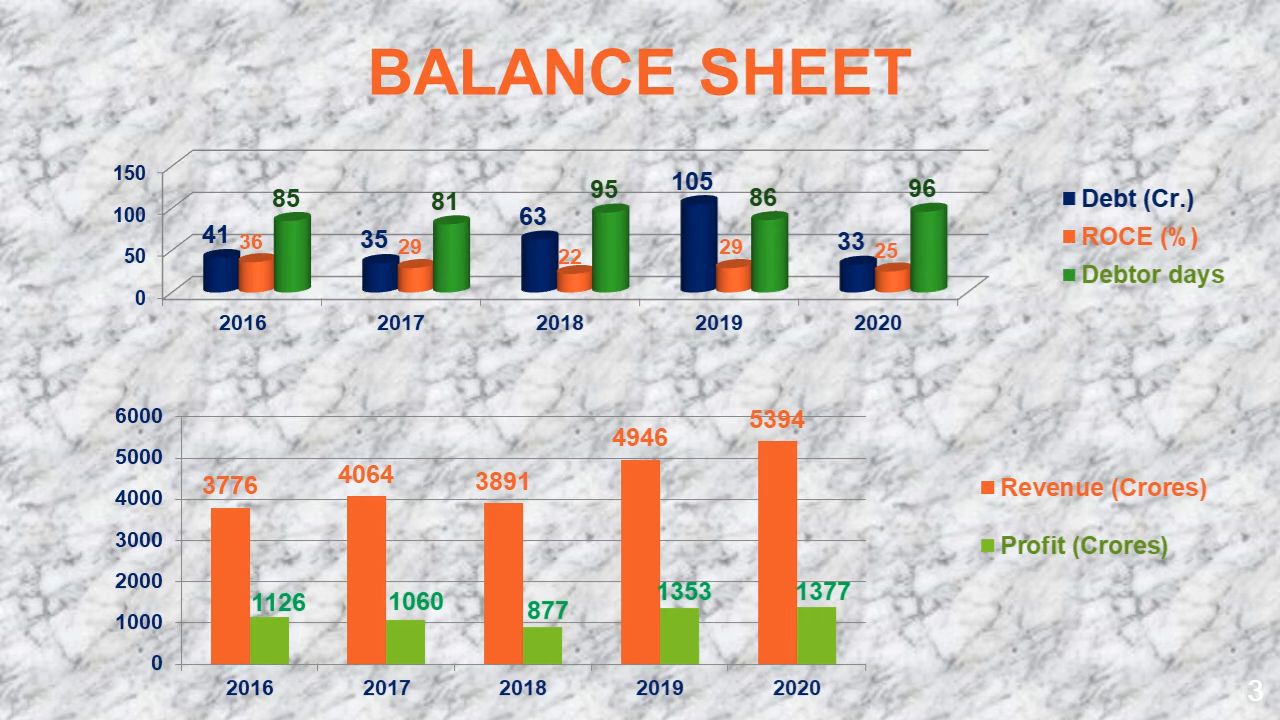 BALANCE SHEET
150
100
50
0
41 36 85
35 29 81
63 22 95
105 29 86
33 25 96
2016 2017 2018 2019 2020
Debt (Cr.)
ROCE (%)
Debtor days
6000
5000
4000
3000
2000
1000
0
3776 1126
4064 1060
3891 877
4946 1353
5394 1377
2016 2017 2018 2019 2020
Revenue (Crores)
Profit (Crores)
3